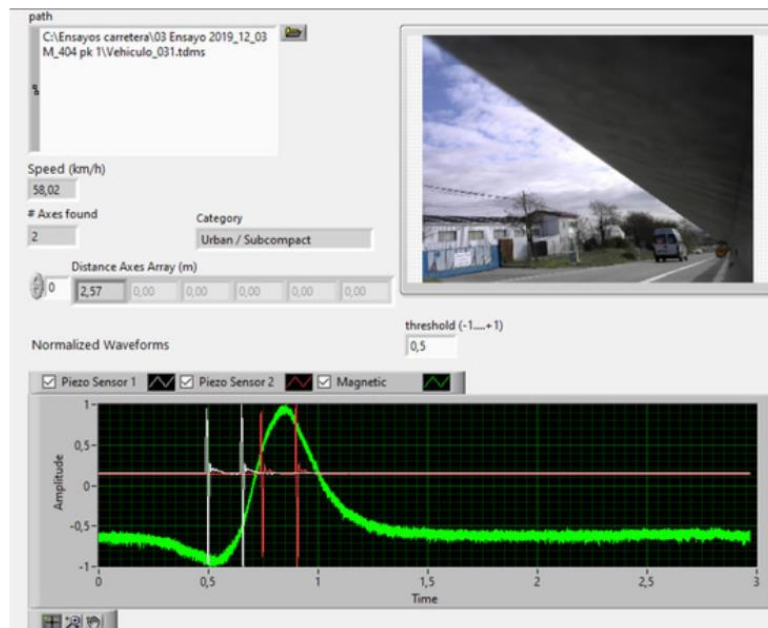 path
C:\Ensayos carretera\03 Ensayo 2019_12_03
M_404 pk 1\Vehiculo_031.tdms
Speed (km/h)
58,02
# Axes found
2
Category
Urban / Subcompact
Distance Axes Array (m)
0
2,57
0,00
0,00
0,00
0,00
0,00
threshold (-1....+1)
0,5
Normalized Waveforms
Piezo Sensor 1
Piezo Sensor 2
Magnetic
Amplitude
1
0,5
0
-0,5
-1
0
0,5
1
1,5
2
2,5
3
Time